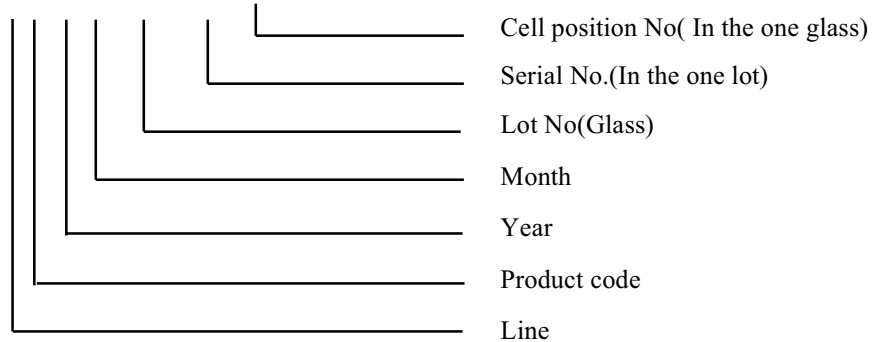 Cell position No( In the one glass)
Serial No.(In the one lot)
Lot No(Glass)
Month
Year
Product code
Line